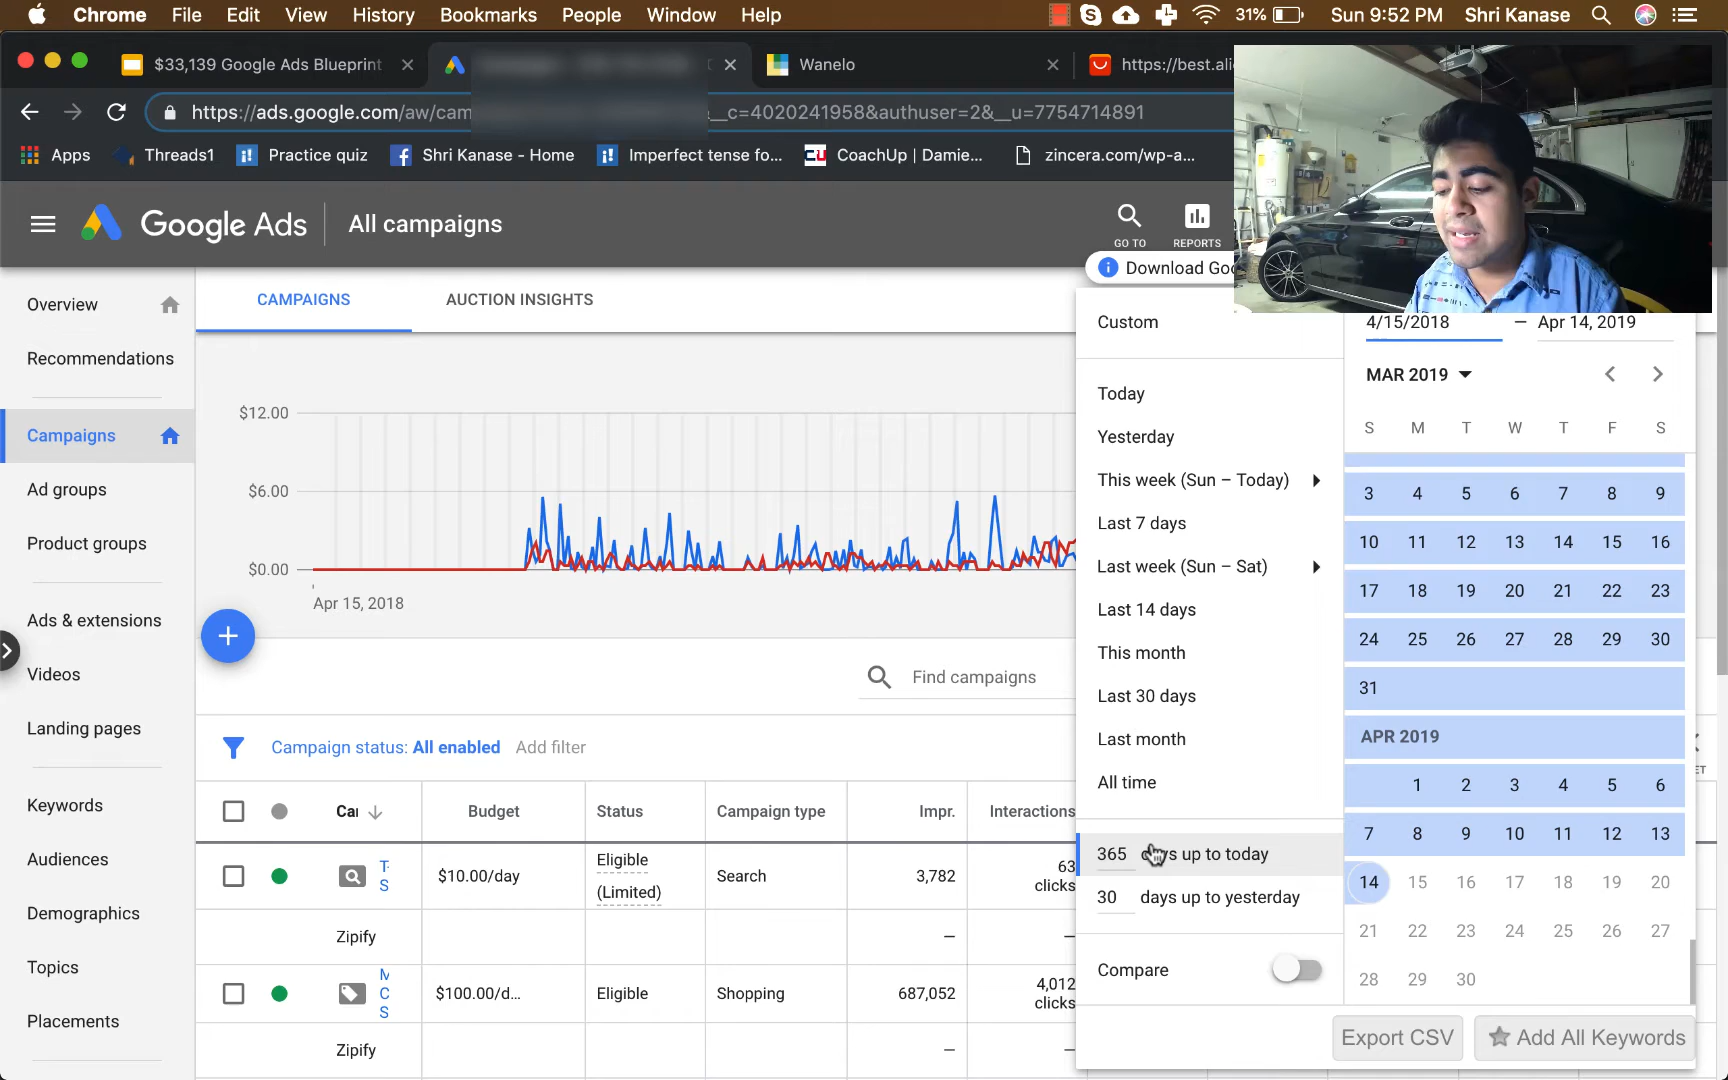 Chrome File Edit View History Bookmarks People Window Help 31% Sun 9:52 PM Shri Kanase
$33,139 Google Ads Blueprint
Wanelo
https://best.ali
https://ads.google.com/aw/cam __c=4020241958&authuser=2&__u=7754714891
Apps Threads1 Practice quiz Shri Kanase - Home Imperfect tense fo... CoachUp | Damie... zincera.com/wp-a...
Google Ads All campaigns
GO TO REPORTS
Download Goo
Overview
Recommendations
Campaigns
Ad groups
Product groups
Ads & extensions
Videos
Landing pages
Keywords
Audiences
Demographics
Topics
Placements
CAMPAIGNS AUCTION INSIGHTS
$12.00
$6.00
$0.00
Apr 15, 2018
Find campaigns
Campaign status: All enabled Add filter
Budget Status Campaign type Impr. Interactions
T-
S
$10.00/day
Eligible
(Limited)
Search 3,782
63
clicks
Zipify — —
M
C
S
$100.00/d... Eligible Shopping 687,052
4,012
clicks
Zipify — —
Custom
Today
Yesterday
This week (Sun – Today)
Last 7 days
Last week (Sun – Sat)
Last 14 days
This month
Last 30 days
Last month
All time
365 days up to today
30 days up to yesterday
Compare
4/15/2018 – Apr 14, 2019
MAR 2019
S M T W T F S
3 4 5 6 7 8 9
10 11 12 13 14 15 16
17 18 19 20 21 22 23
24 25 26 27 28 29 30
31
APR 2019
1 2 3 4 5 6
7 8 9 10 11 12 13
14 15 16 17 18 19 20
21 22 23 24 25 26 27
28 29 30
Export CSV Add All Keywords